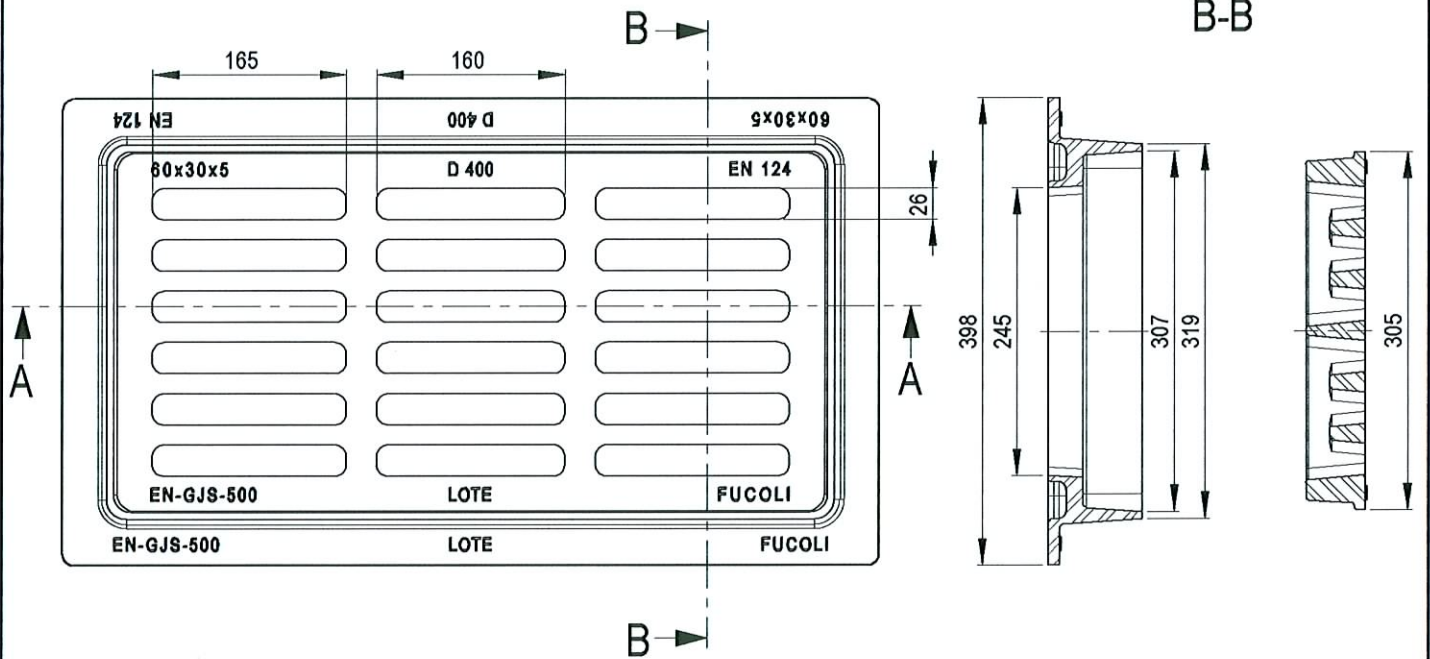 B
B-B
165
160
EN 124
D 400
60x30x5
60x30x5
D 400
EN 124
26
398
245
307
319
305
A
A
EN-GJS-500
LOTE
FUCOLI
EN-GJS-500
LOTE
FUCOLI
B